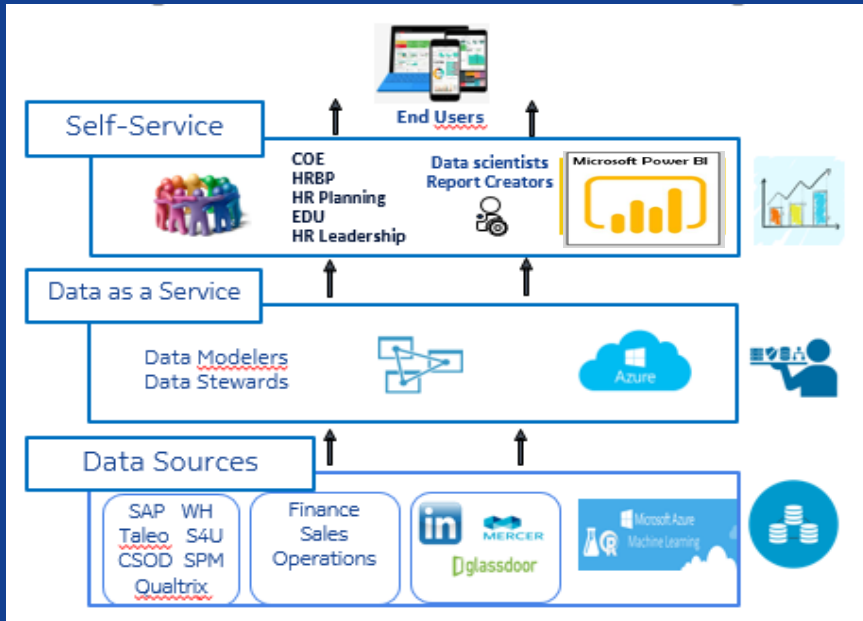 End Users
Self-Service
COE
HRBP
HR Planning
EDU
HR Leadership
Data scientists
Report Creators
Microsoft Power BI
Data as a Service
Data Modelers
Data Stewards
Azure
Data Sources
SAP WH
Taleo S4U
CSOD SPM
Qualtrix
Finance
Sales
Operations
in
MERCER
glassdoor
R
Microsoft Azure
Machine Learning